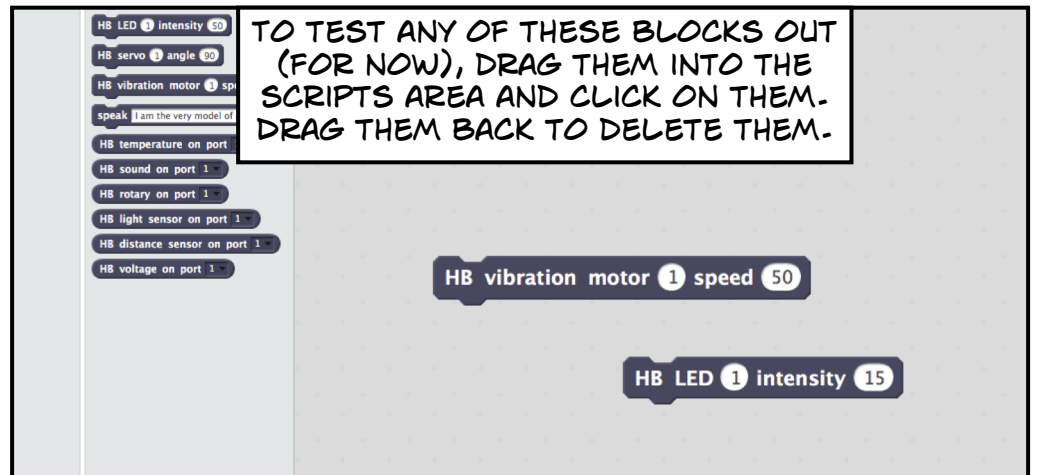 HB LED 1 intensity 50
HB servo 1 angle 90
HB vibration motor 1
speak I am the very model of
HB temperature on port
HB sound on port 1
HB rotary on port 1
HB light sensor on port 1
HB distance sensor on port 1
HB voltage on port 1
TO TEST ANY OF THESE BLOCKS OUT
(FOR NOW), DRAG THEM INTO THE
SCRIPTS AREA AND CLICK ON THEM.
DRAG THEM BACK TO DELETE THEM.
HB vibration motor 1 speed 50
HB LED 1 intensity 15